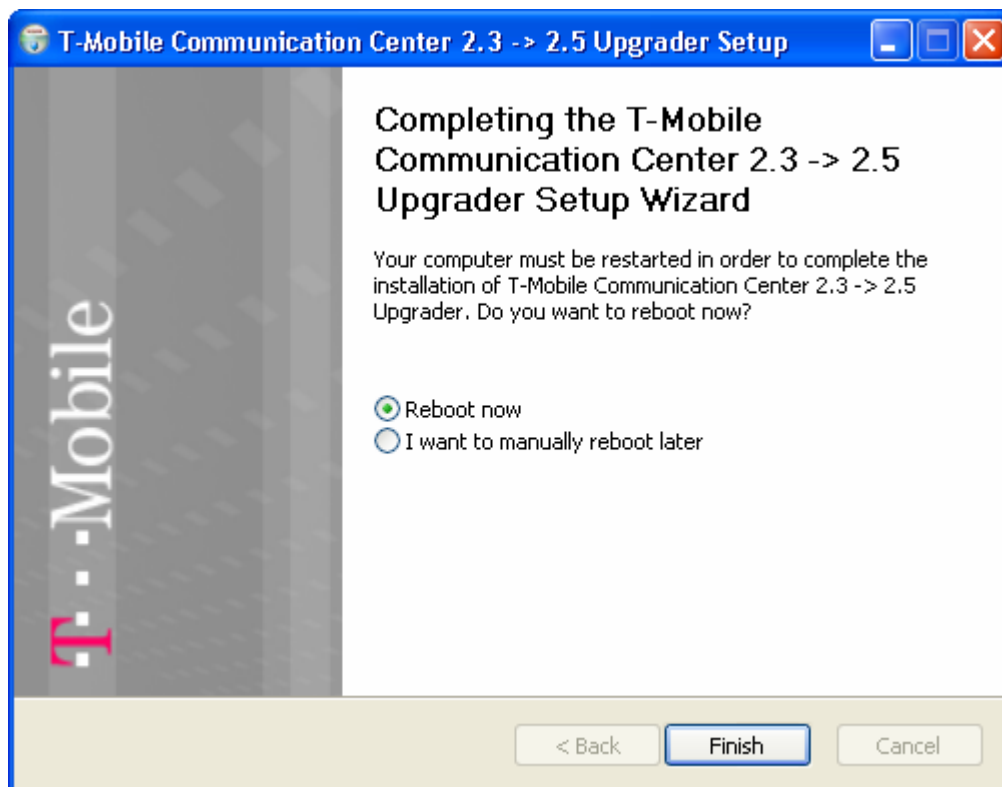 T-Mobile Communication Center 2.3 -> 2.5 Upgrader Setup
Completing the T-Mobile
Communication Center 2.3 -> 2.5
Upgrader Setup Wizard
Your computer must be restarted in order to complete the
installation of T-Mobile Communication Center 2.3 -> 2.5
Upgrader. Do you want to reboot now?
Reboot now
I want to manually reboot later
T · · · Mobile
< Back Finish Cancel